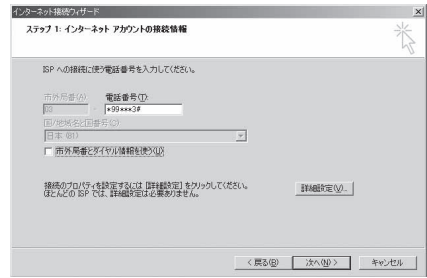 インターネット接続ウィザード
ステップ 1: インターネット アカウントの接続情報
ISP への接続に使う電話番号を入力してください。
市外局番(A): 電話番号(T):
*99***3#
国/地域名と国番号(C):
日本 (81)
市外局番とダイヤル情報を使う(U)
接続のプロパティを設定するには [詳細設定] をクリックしてください。
ほとんどの ISP では、詳細設定は必要ありません。
詳細設定(V)...
< 戻る(B)
次へ(N) >
キャンセル